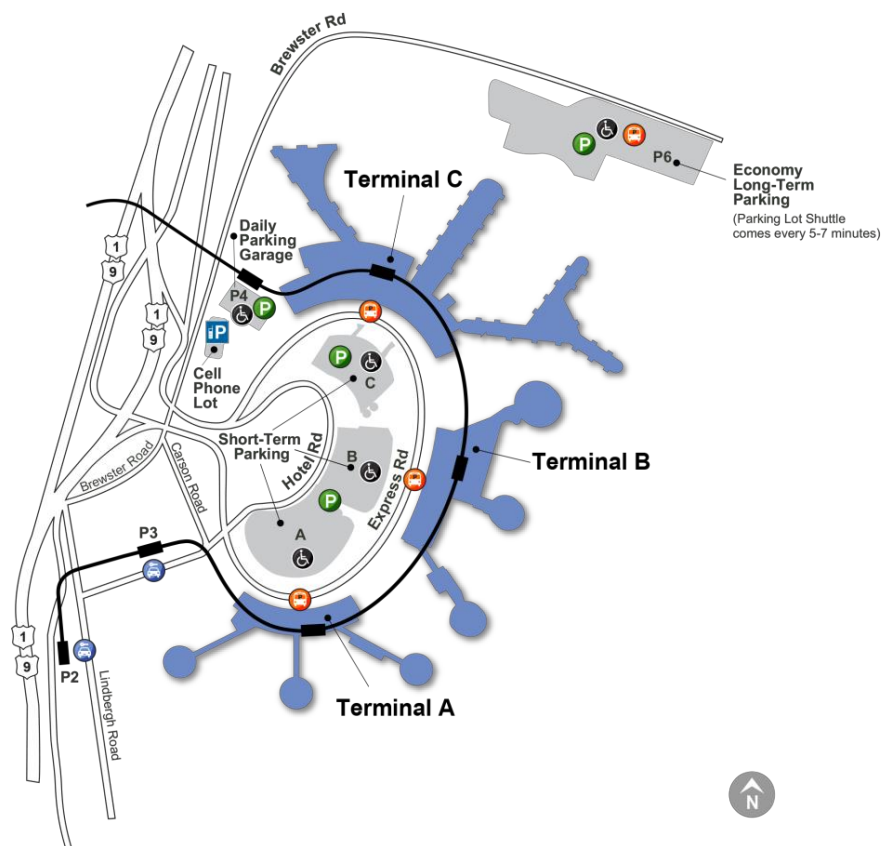 Brewster Rd
P
P6
Economy
Long-Term
Parking
(Parking Lot Shuttle
comes every 5-7 minutes)
Terminal C
Daily
Parking
Garage
1
9
1
9
P4
P
P
Cell
Phone
Lot
P
C
Short-Term
Parking
Hotel Rd
B
Express Rd
Terminal B
Brewster Road
Carson Road
P
A
P3
1
9
P2
Lindbergh Road
Terminal A
N